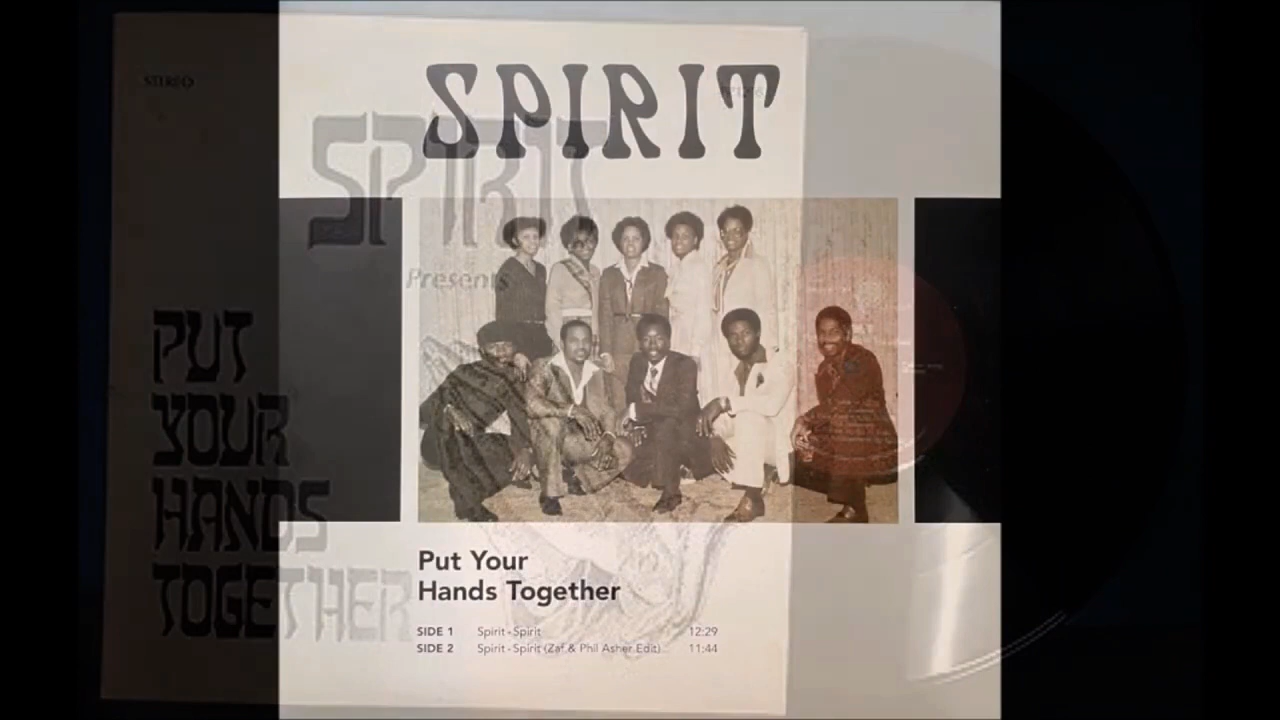 SPIRIT
Put Your
Hands Together
SIDE 1 Spirit - Spirit 12:29
SIDE 2 Spirit - Spirit (Zaf & Phil Asher Edit) 11:44
STEREO
SPIRIT
Presents
PUT
YOUR
HANDS
TOGETHER